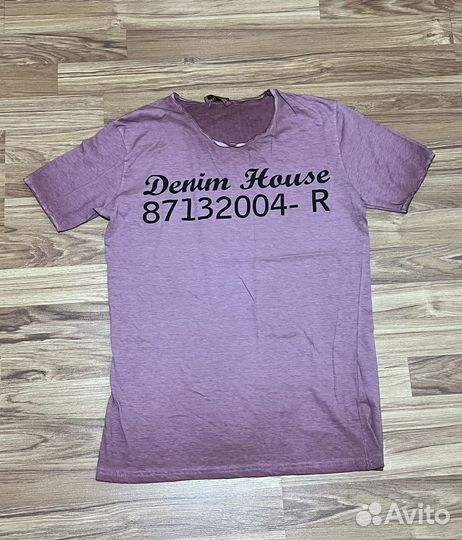 Denim House
87132004- R
Avito